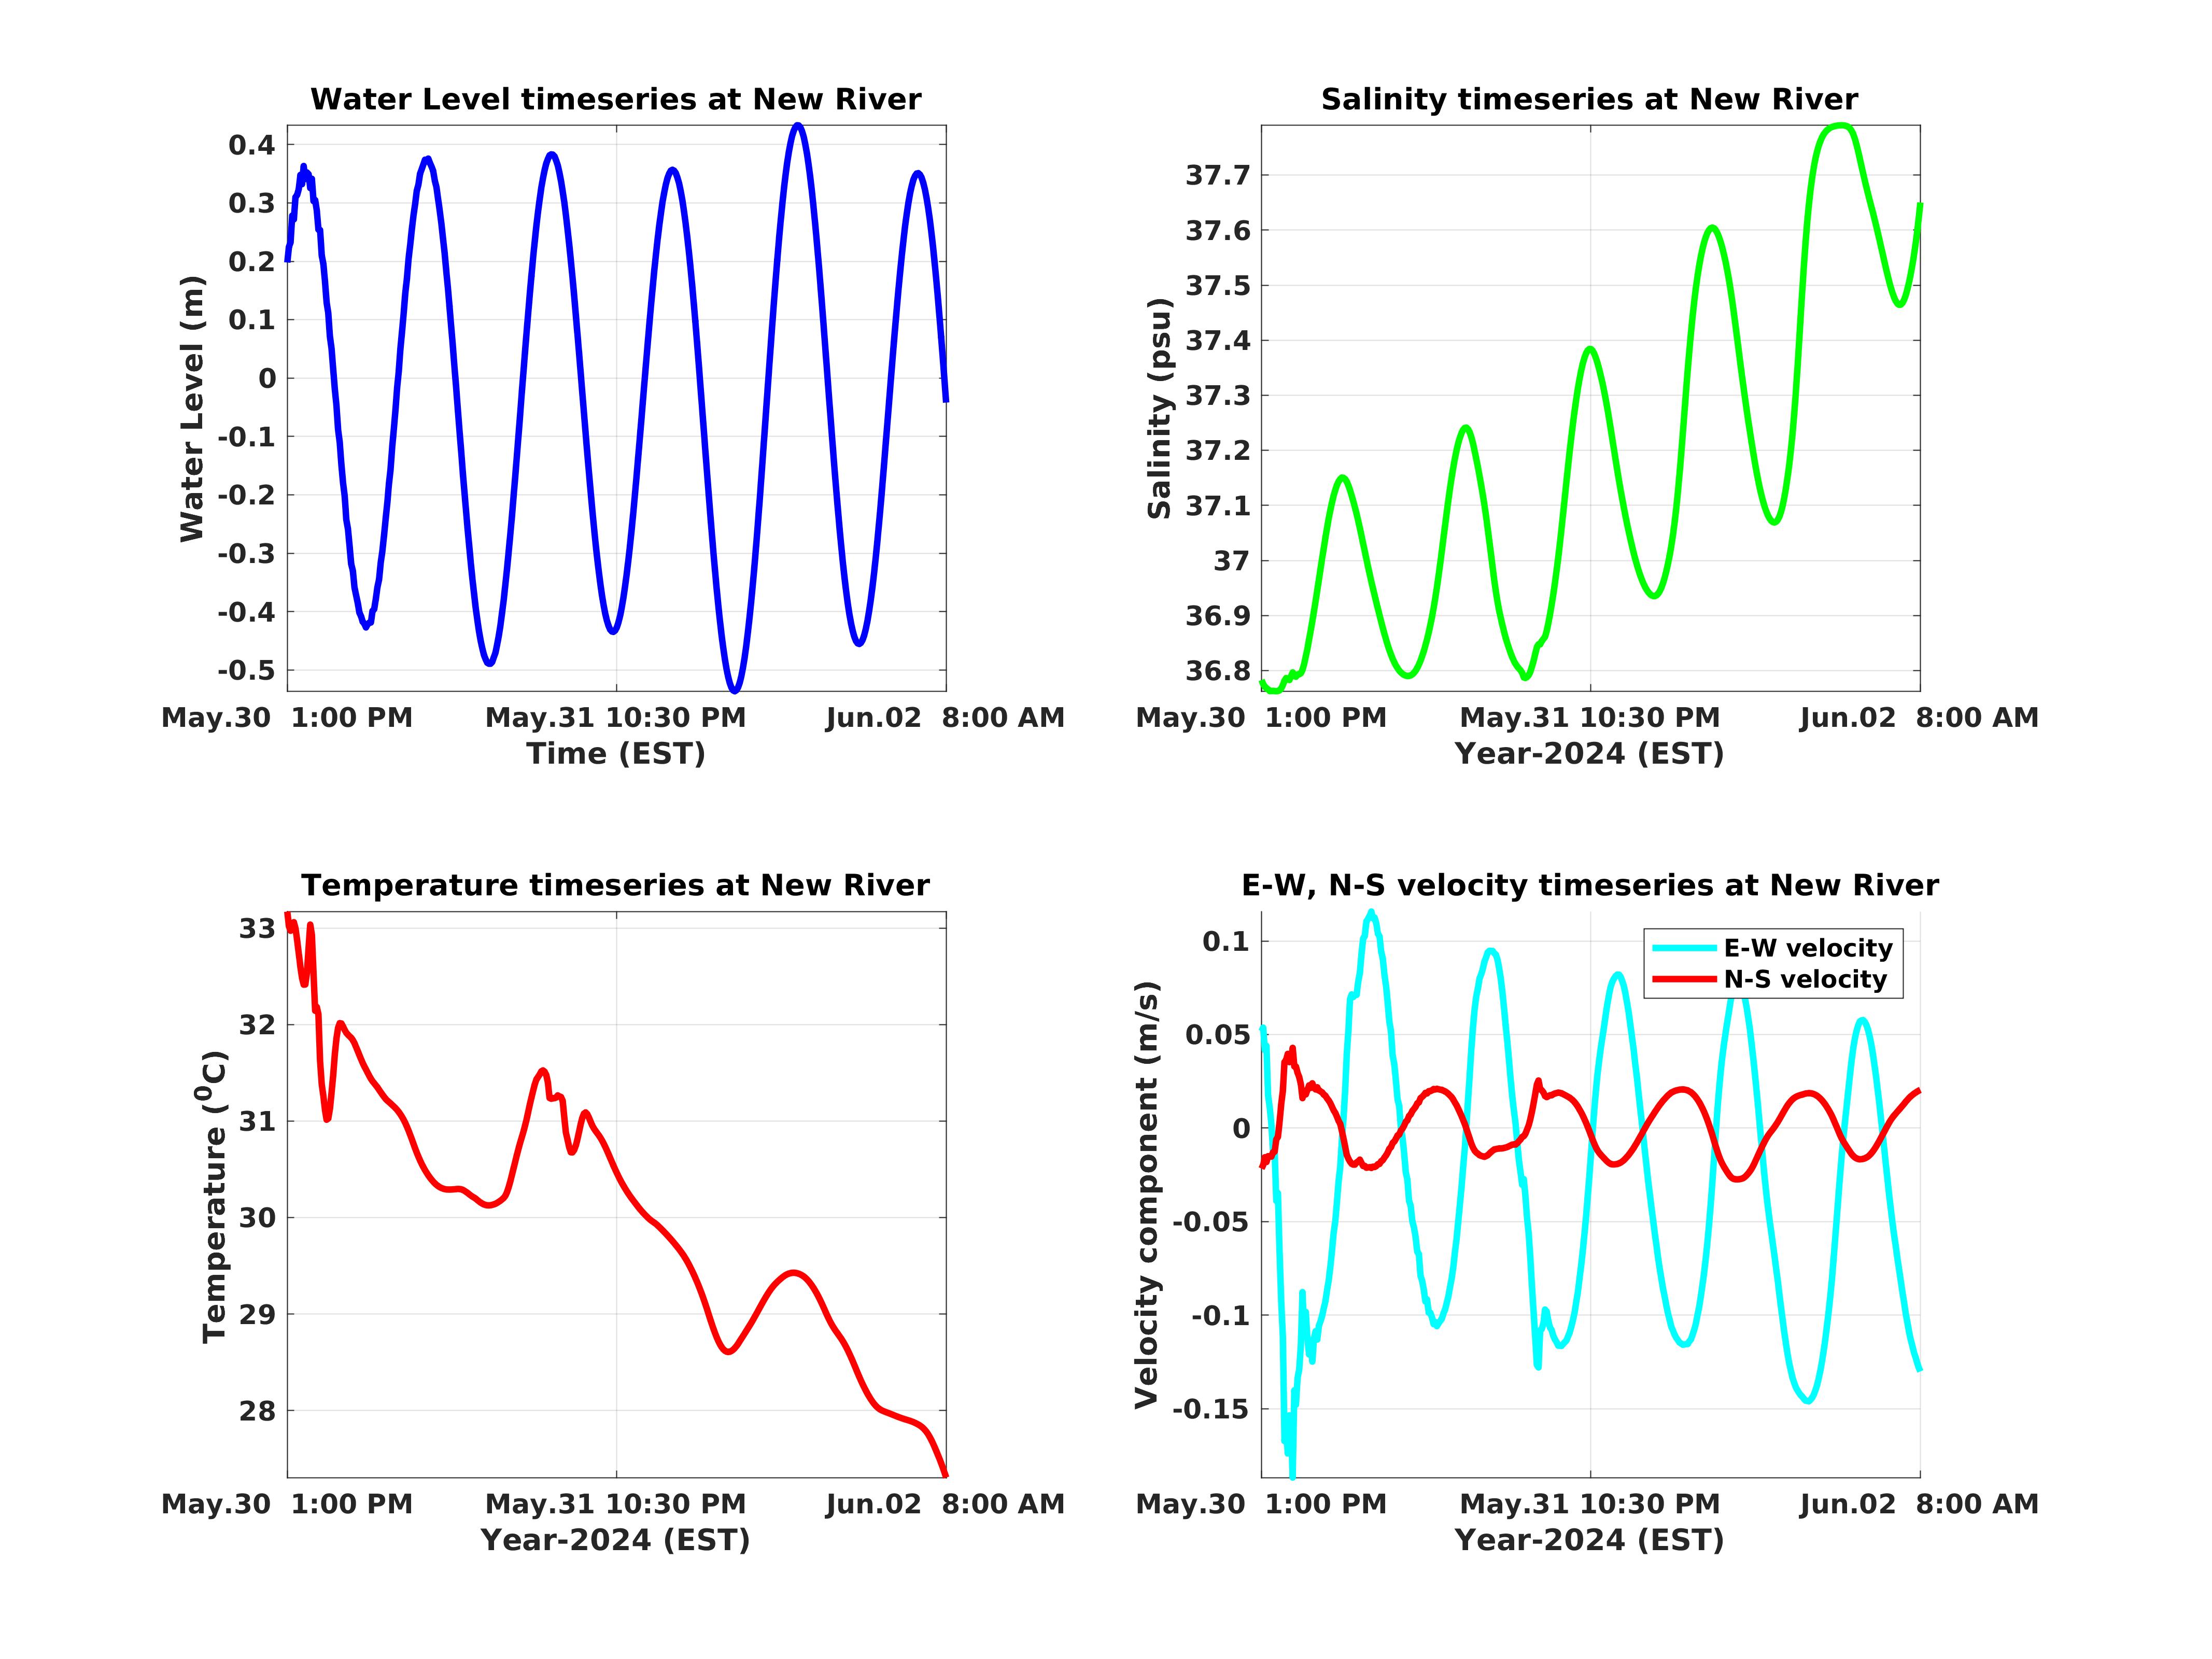 Water Level timeseries at New River
Water Level (m)
0.4
0.3
0.2
0.1
0
-0.1
-0.2
-0.3
-0.4
-0.5
May.30 1:00 PM
May.31 10:30 PM
Jun.02 8:00 AM
Time (EST)
Salinity timeseries at New River
Salinity (psu)
37.7
37.6
37.5
37.4
37.3
37.2
37.1
37
36.9
36.8
May.30 1:00 PM
May.31 10:30 PM
Jun.02 8:00 AM
Year-2024 (EST)
Temperature timeseries at New River
Temperature (⁰C)
33
32
31
30
29
28
May.30 1:00 PM
May.31 10:30 PM
Jun.02 8:00 AM
Year-2024 (EST)
E-W, N-S velocity timeseries at New River
Velocity component (m/s)
0.1
0.05
0
-0.05
-0.1
-0.15
E-W velocity
N-S velocity
May.30 1:00 PM
May.31 10:30 PM
Jun.02 8:00 AM
Year-2024 (EST)